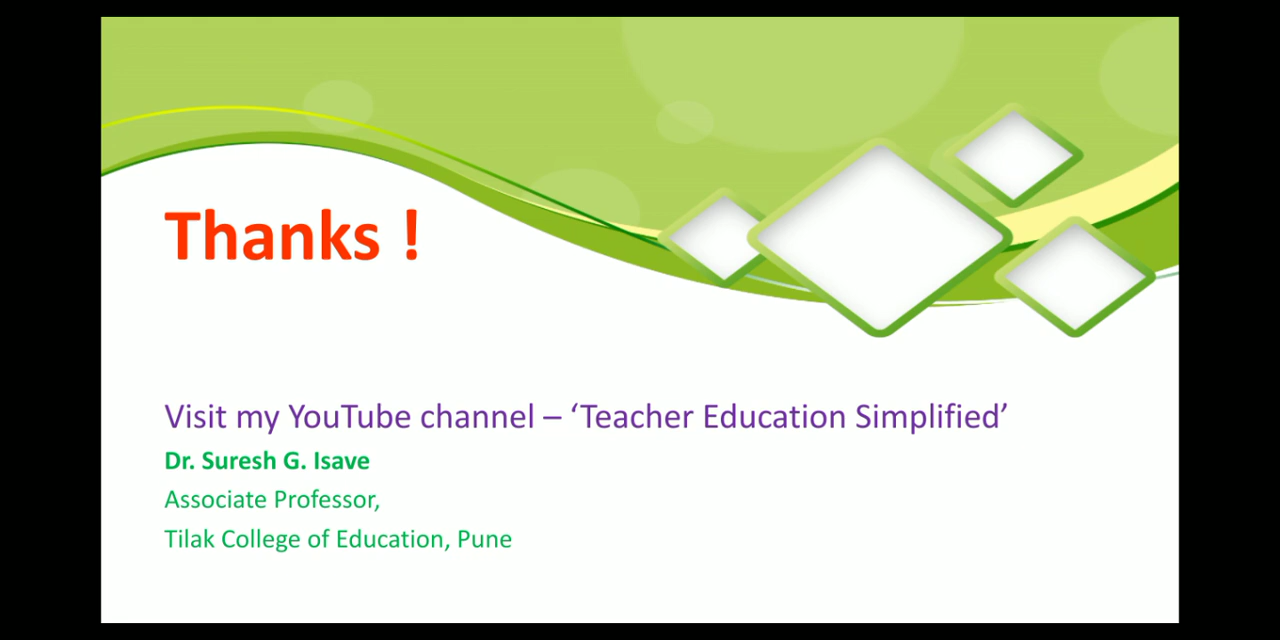 Thanks !
Visit my YouTube channel – ‘Teacher Education Simplified’
Dr. Suresh G. Isave
Associate Professor,
Tilak College of Education, Pune